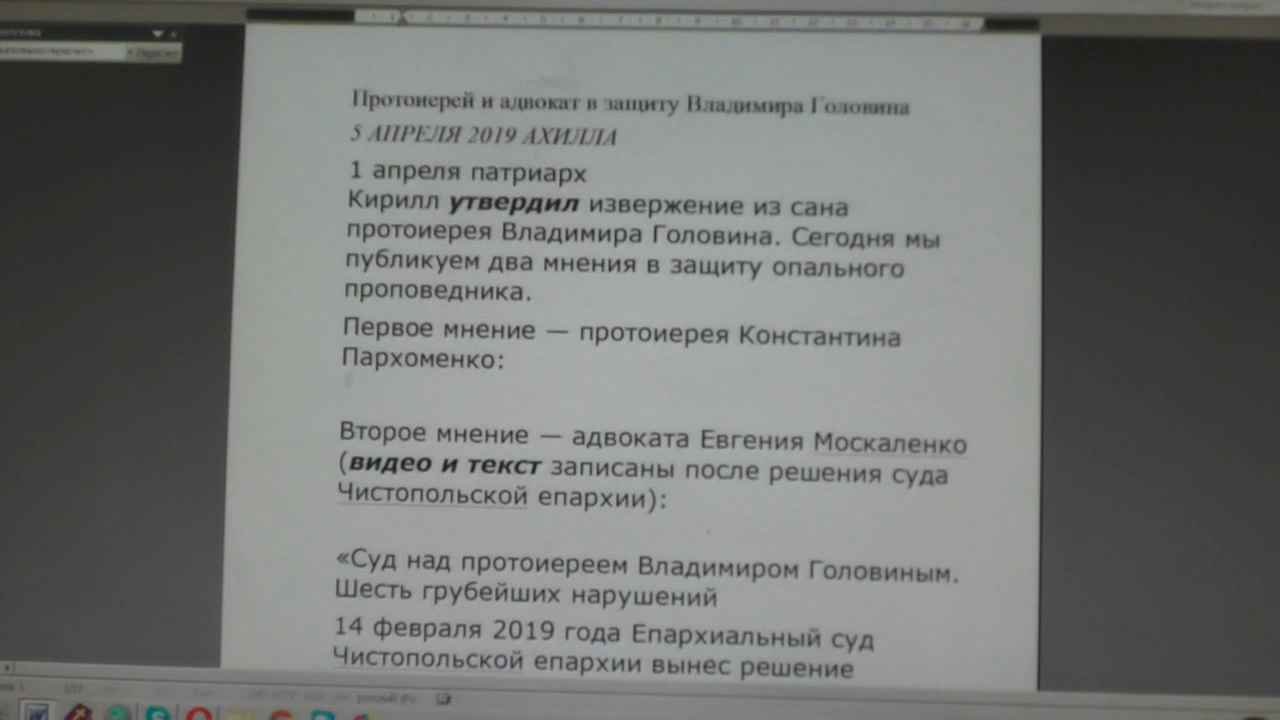 Протоиерей и адвокат в защиту Владимира Головина
5 АПРЕЛЯ 2019 АХИЛЛА
1 апреля патриарх
Кирилл утвердил извержение из сана
протоиерея Владимира Головина. Сегодня мы
публикуем два мнения в защиту опального
проповедника.
Первое мнение — протоиерея Константина
Пархоменко:
Второе мнение — адвоката Евгения Москаленко
(видео и текст записаны после решения суда
Чистопольской епархии):
«Суд над протоиереем Владимиром Головиным.
Шесть грубейших нарушений
14 февраля 2019 года Епархиальный суд
Чистопольской епархии вынес решение